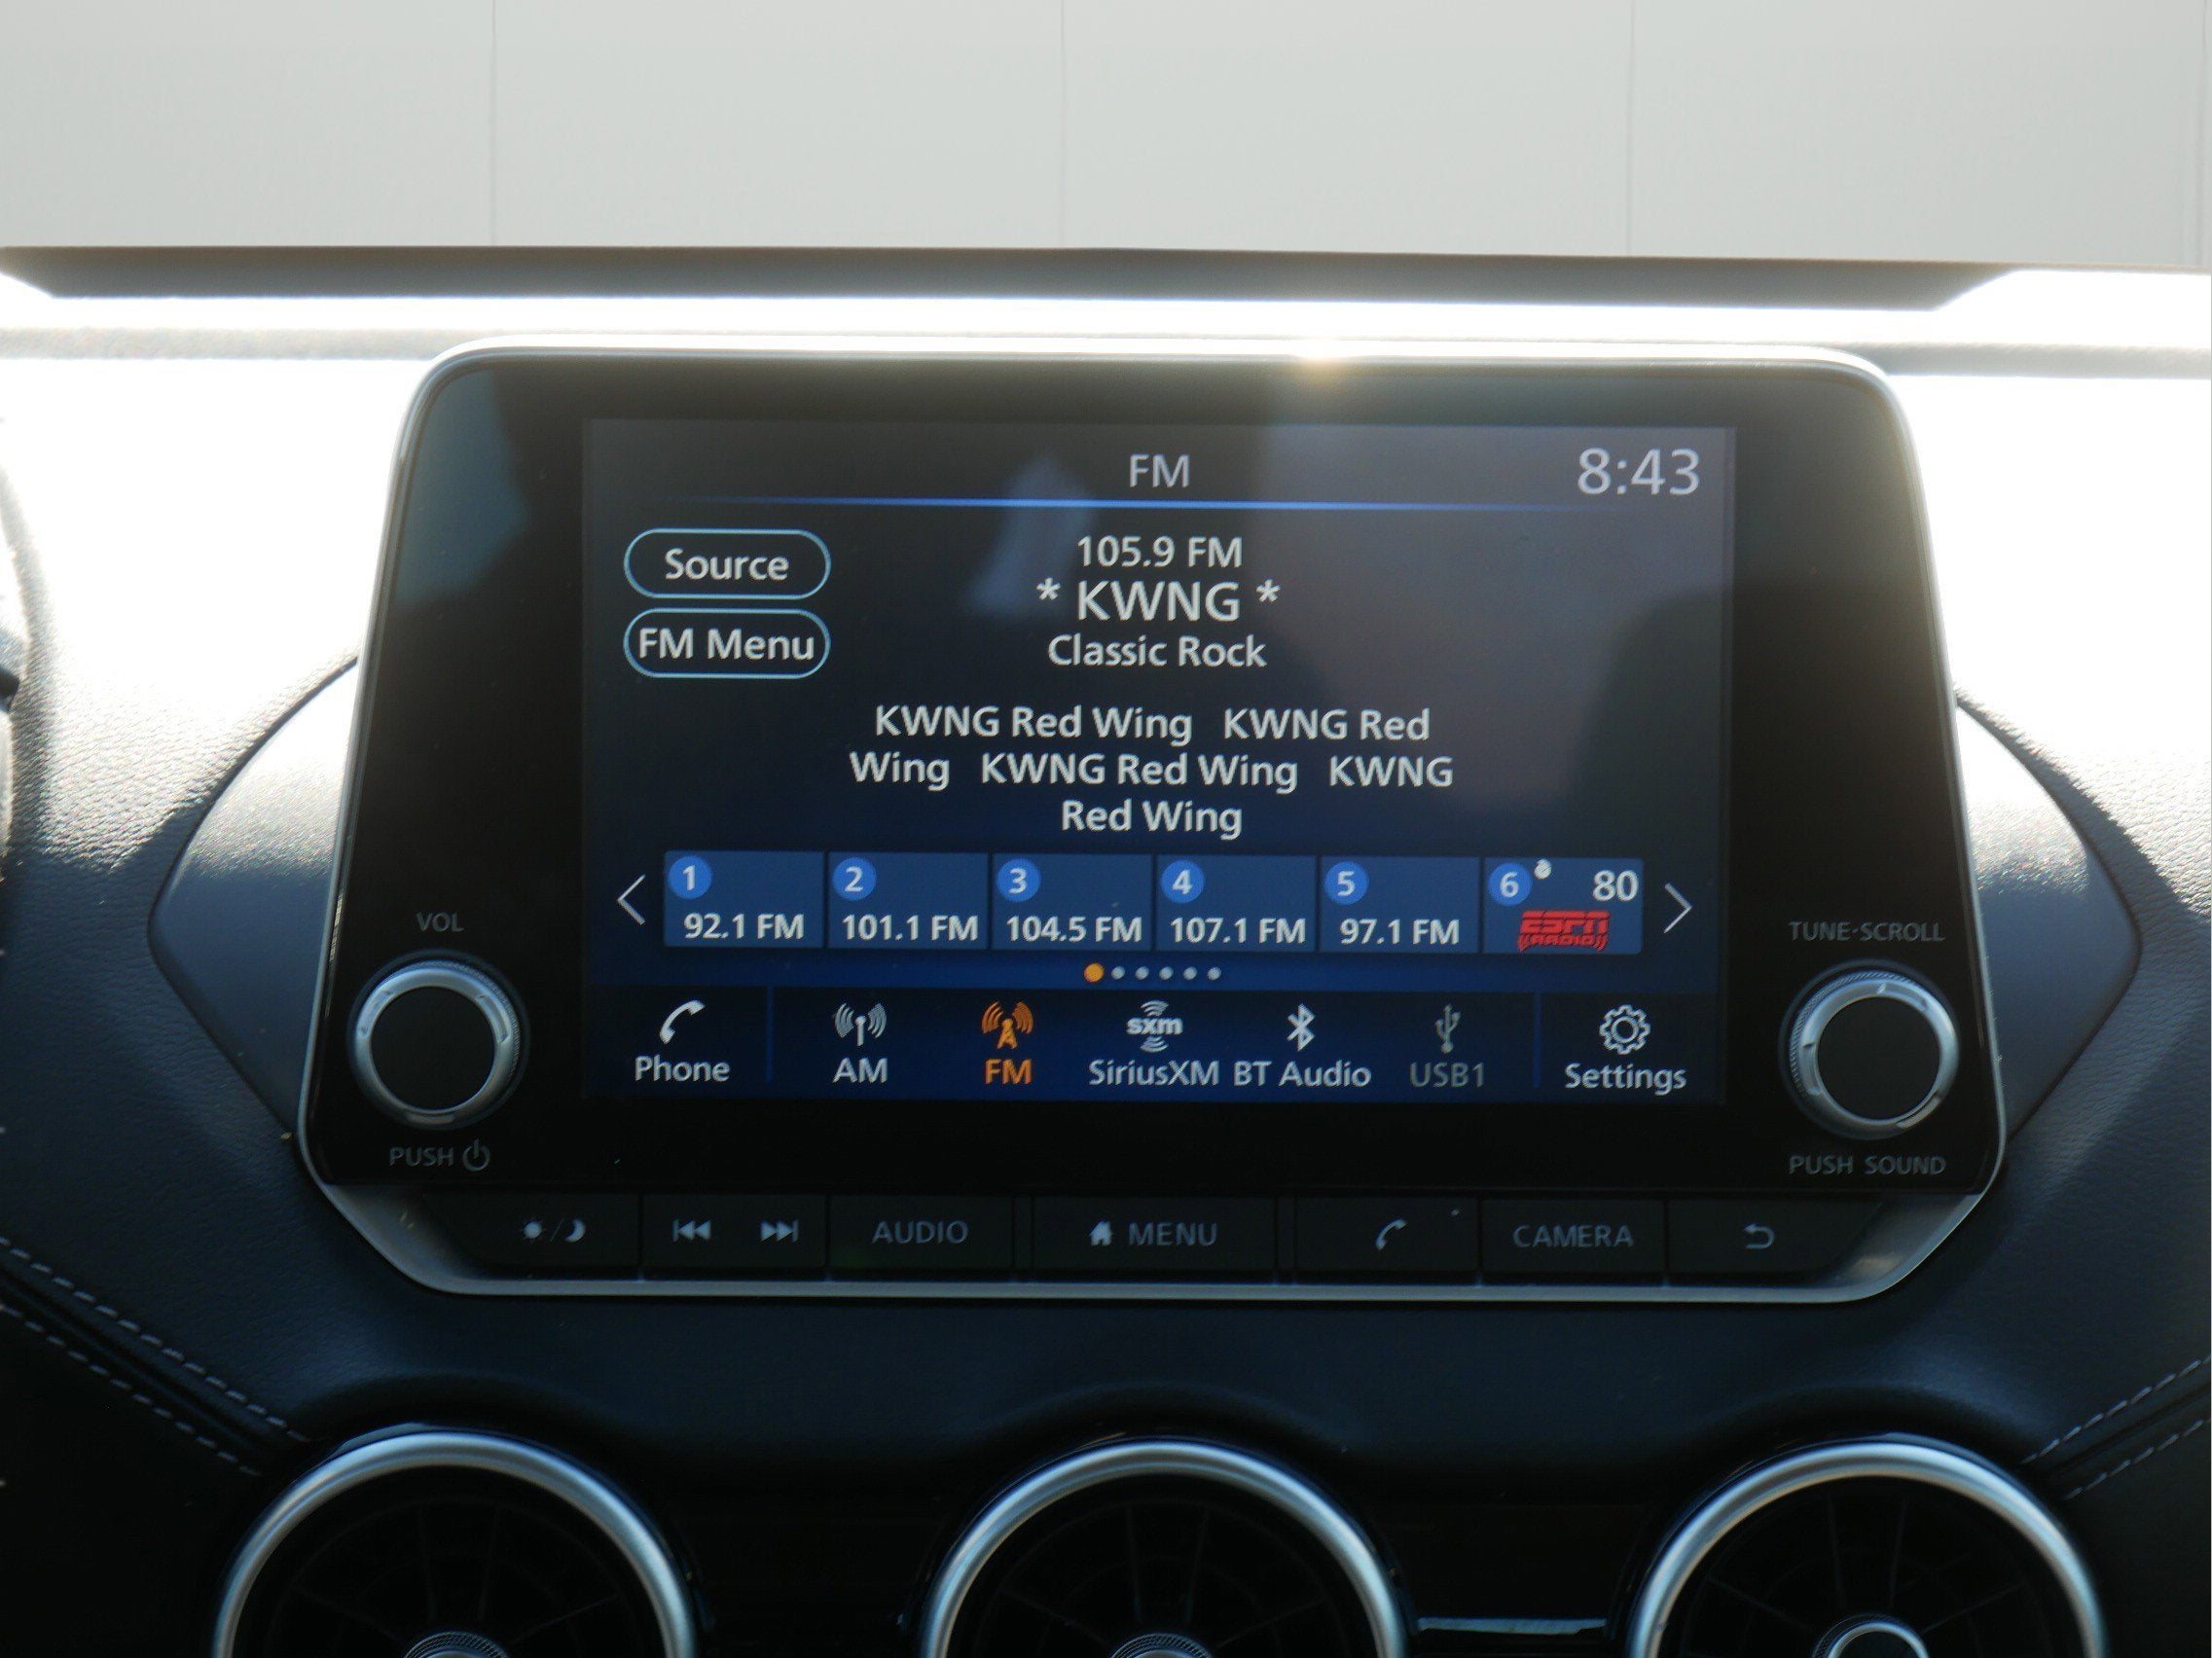 FM
8:43
Source
105.9 FM
* KWNG *
FM Menu
Classic Rock
KWNG Red Wing KWNG Red
Wing KWNG Red Wing KWNG
Red Wing
1 2 3 4 5 6 80
92.1 FM 101.1 FM 104.5 FM 107.1 FM 97.1 FM ESPN RADIO
VOL
TUNE·SCROLL
sxm
Phone AM FM SiriusXM BT Audio USB1 Settings
PUSH
PUSH SOUND
AUDIO MENU CAMERA